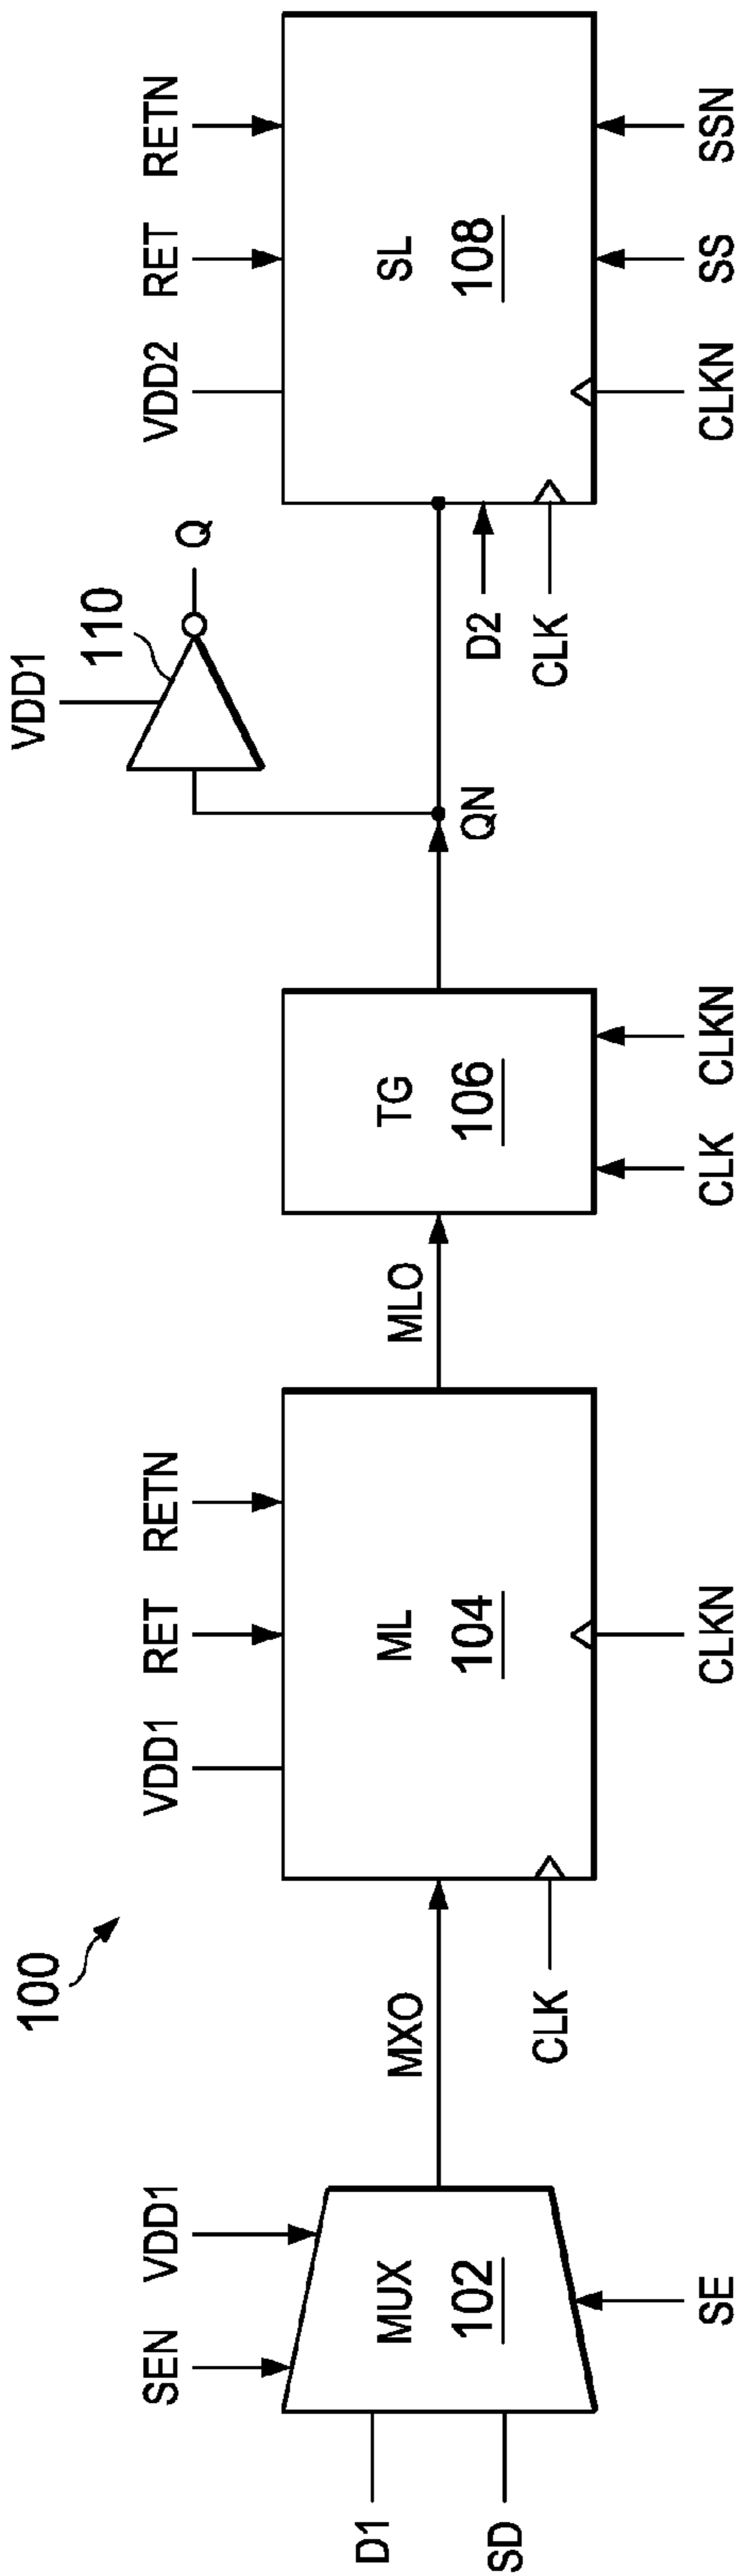 100
SEN
VDD1
D1
SD
MUX
102
SE
MXO
VDD1
RET
RETN
ML
104
CLK
CLKN
MLO
TG
106
CLK
CLKN
QN
VDD1
110
Q
D2
CLK
VDD2
RET
RETN
SL
108
CLKN
SS
SSN